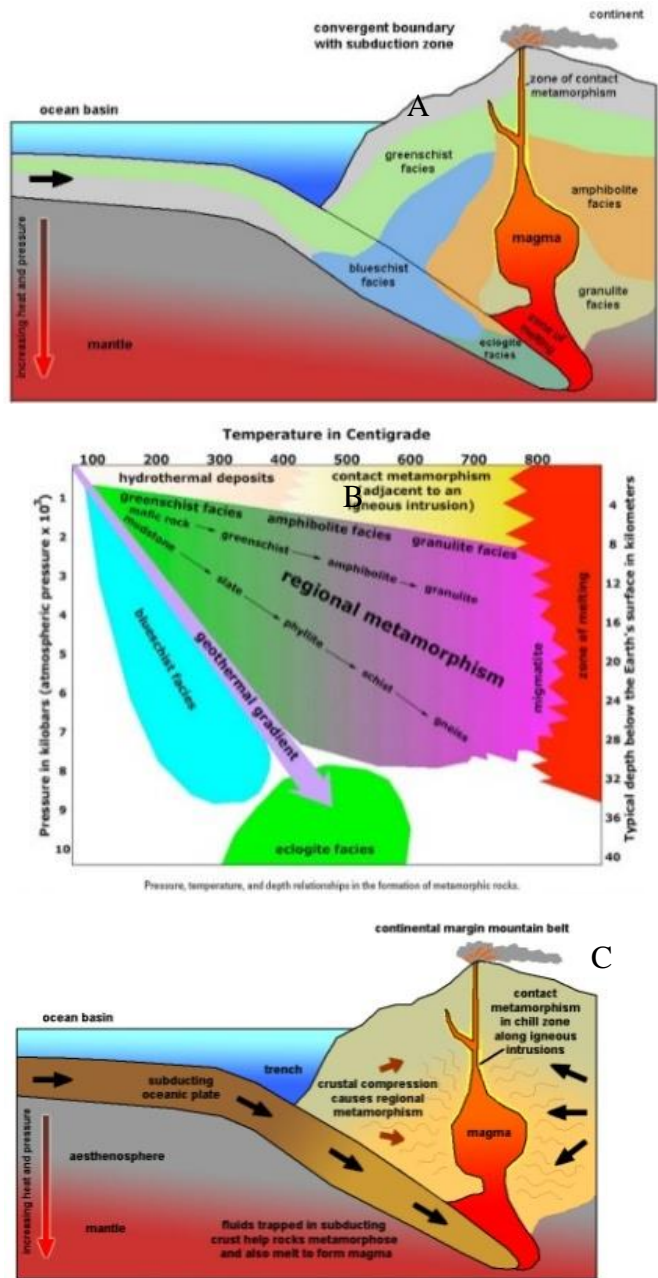 convergent boundary
with subduction zone
continent
zone of contact
metamorphism
ocean basin
A
greenschist
facies
amphibolite
facies
magma
blueschist
facies
granulite
facies
zone of
melting
eclogite
facies
mantle
increasing heat and pressure
Temperature in Centigrade
100 200 300 400 500 600 700 800
hydrothermal deposits
contact metamorphism
(adjacent to an
igneous intrusion)
B
greenschist facies
amphibolite facies
granulite facies
mafic rock
greenschist
amphibolite
granulite
mudstone
slate
phyllite
schist
gneiss
regional metamorphism
blueschist facies
geothermal gradient
migmatite
zone of melting
eclogite facies
Pressure in kilobars (atmospheric pressure x 10³)
1
2
3
4
5
6
7
8
9
10
Typical depth below the Earth's surface in kilometers
4
8
12
16
20
24
28
32
36
40
Pressure, temperature, and depth relationships in the formation of metamorphic rocks.
continental margin mountain belt
C
contact
metamorphism
in chill zone
along igneous
intrusions
ocean basin
trench
subducting
oceanic plate
crustal compression
causes regional
metamorphism
magma
aesthenosphere
increasing heat and pressure
mantle
fluids trapped in subducting
crust help rocks metamorphose
and also melt to form magma